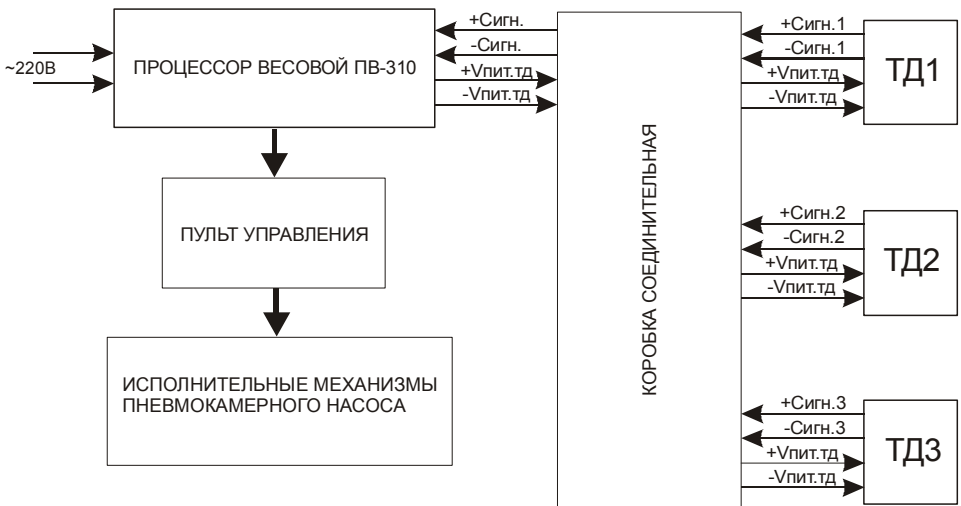 ~220В
ПРОЦЕССОР ВЕСОВОЙ ПВ-310
+Сигн.
-Сигн.
+Vпит.тд
-Vпит.тд
ПУЛЬТ УПРАВЛЕНИЯ
ИСПОЛНИТЕЛЬНЫЕ МЕХАНИЗМЫ
ПНЕВМОКАМЕРНОГО НАСОСА
КОРОБКА СОЕДИНИТЕЛЬНАЯ
+Сигн.1
-Сигн.1
+Vпит.тд
-Vпит.тд
ТД1
+Сигн.2
-Сигн.2
+Vпит.тд
-Vпит.тд
ТД2
+Сигн.3
-Сигн.3
+Vпит.тд
-Vпит.тд
ТД3